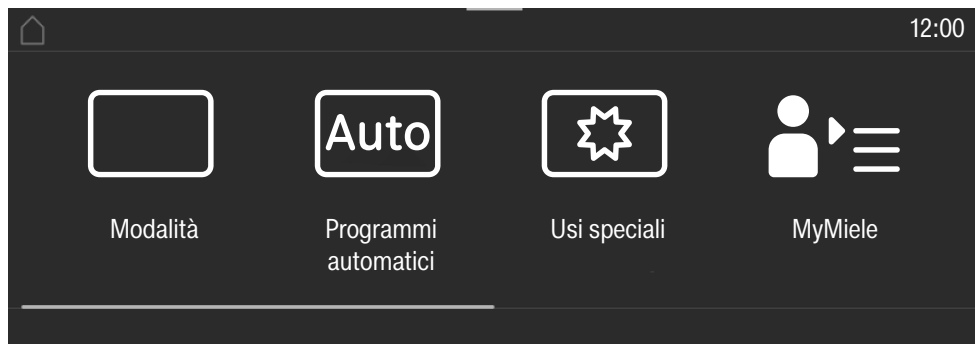 12:00
Auto
Modalità
Programmi
automatici
Usi speciali
MyMiele